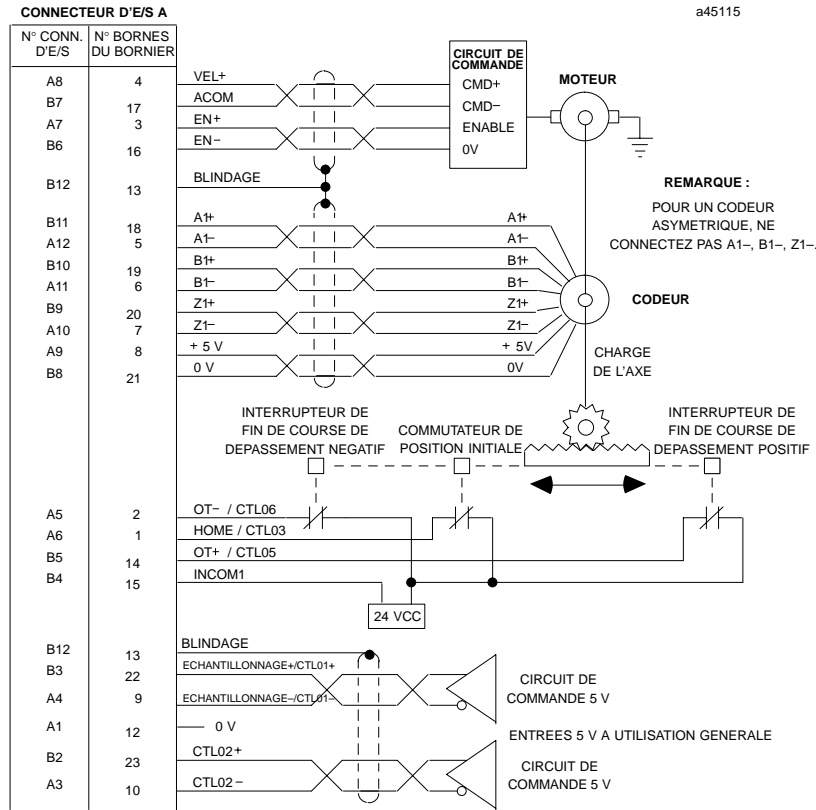 CONNECTEUR D'E/S A
a45115
N° CONN. D'E/S
N° BORNES DU BORNIER
A8 4 VEL+
B7 17 ACOM
A7 3 EN+
B6 16 EN−
CIRCUIT DE COMMANDE
CMD+
CMD−
ENABLE
0V
MOTEUR
B12 13 BLINDAGE
REMARQUE :
POUR UN CODEUR
ASYMETRIQUE, NE
CONNECTEZ PAS A1−, B1−, Z1−.
B11 18 A1+ A1+
A12 5 A1− A1−
B10 19 B1+ B1+
A11 6 B1− B1−
B9 20 Z1+ Z1+
A10 7 Z1− Z1−
A9 8 + 5 V + 5V
B8 21 0 V 0V
CODEUR
CHARGE
DE L'AXE
INTERRUPTEUR DE
FIN DE COURSE DE
DEPASSEMENT NEGATIF
COMMUTATEUR DE
POSITION INITIALE
INTERRUPTEUR DE
FIN DE COURSE DE
DEPASSEMENT POSITIF
A5 2 OT− / CTL06
A6 1 HOME / CTL03
B5 14 OT+ / CTL05
B4 15 INCOM1
24 VCC
B12 13 BLINDAGE
B3 22 ECHANTILLONNAGE+/CTL01+
A4 9 ECHANTILLONNAGE−/CTL01−
CIRCUIT DE
COMMANDE 5 V
A1 12 0 V
ENTREES 5 V A UTILISATION GENERALE
B2 23 CTL02+
A3 10 CTL02−
CIRCUIT DE
COMMANDE 5 V